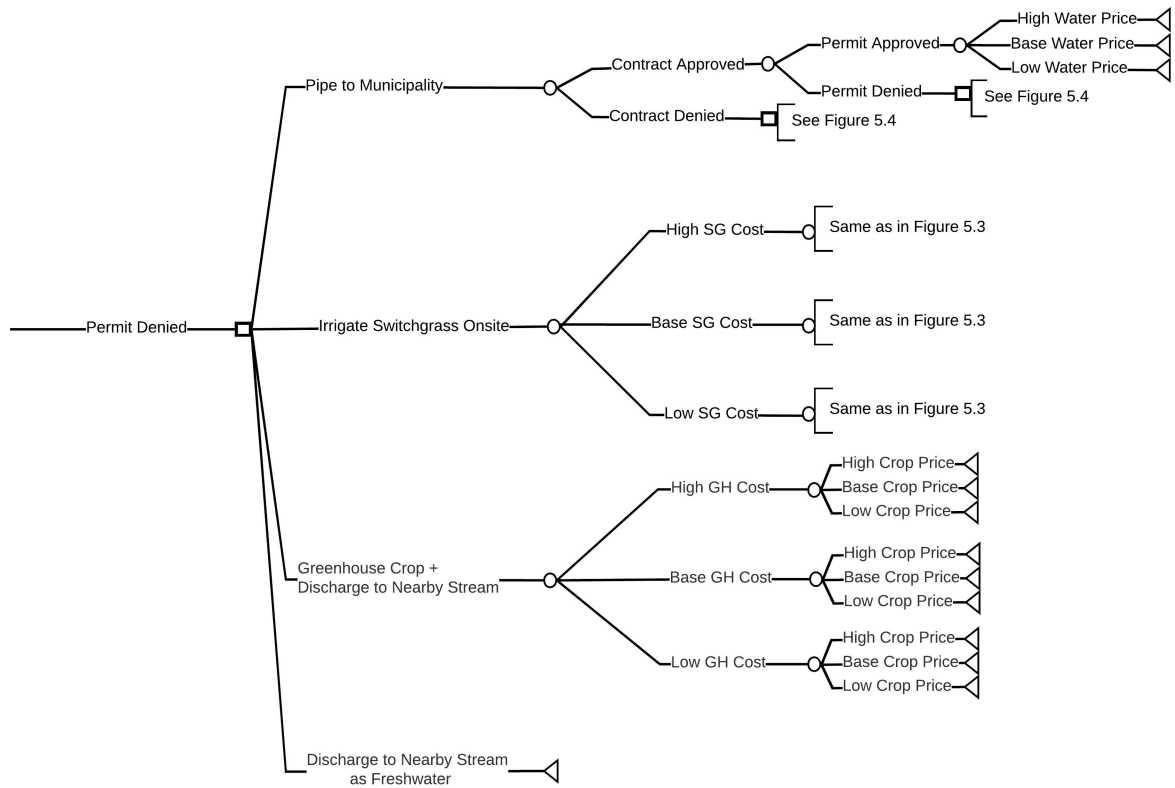 High Water Price
Permit Approved
Base Water Price
Contract Approved
Low Water Price
Pipe to Municipality
Permit Denied
See Figure 5.4
Contract Denied
See Figure 5.4
High SG Cost
Same as in Figure 5.3
Permit Denied
Irrigate Switchgrass Onsite
Base SG Cost
Same as in Figure 5.3
Low SG Cost
Same as in Figure 5.3
High Crop Price
High GH Cost
Base Crop Price
Low Crop Price
Greenhouse Crop +
Discharge to Nearby Stream
High Crop Price
Base GH Cost
Base Crop Price
Low Crop Price
High Crop Price
Low GH Cost
Base Crop Price
Low Crop Price
Discharge to Nearby Stream
as Freshwater